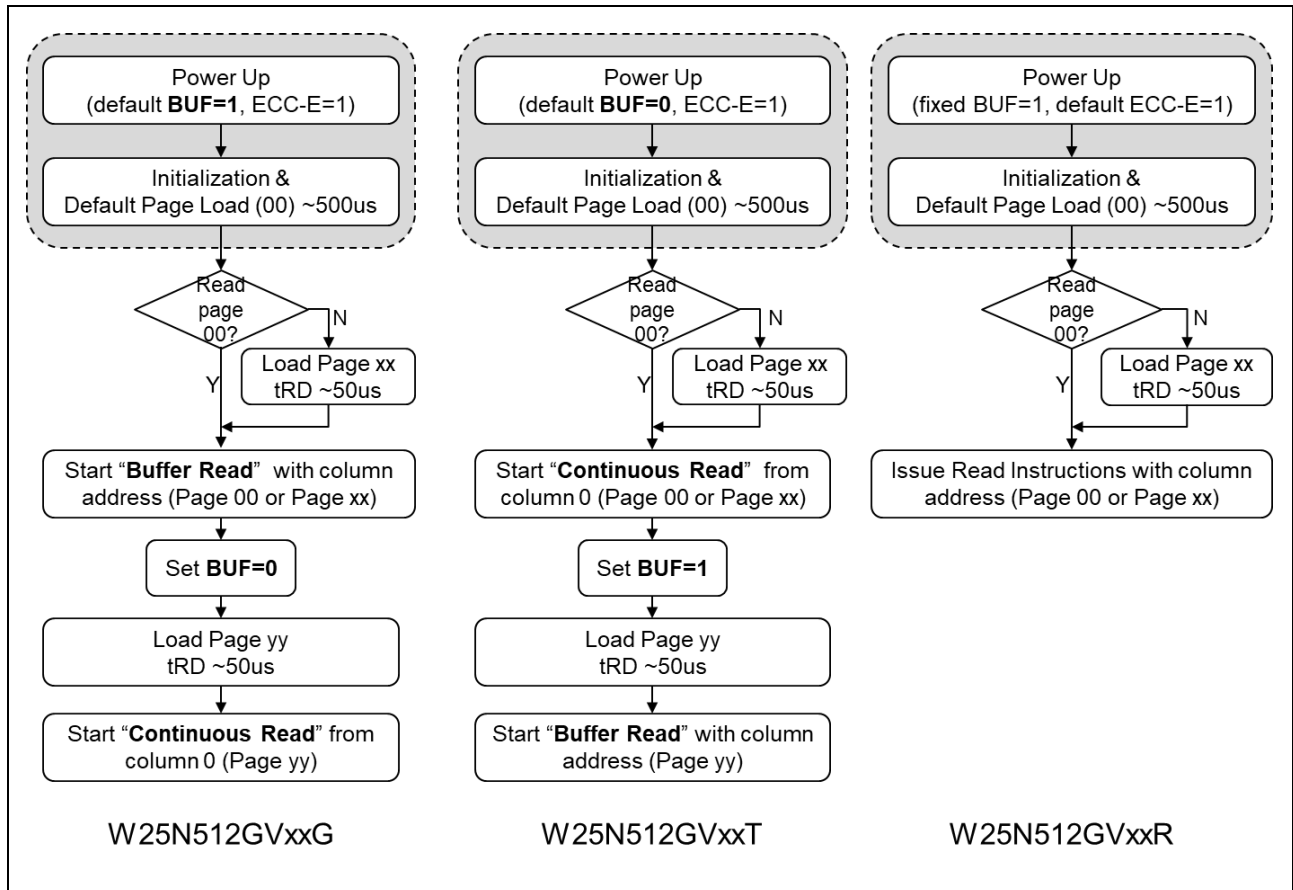 Power Up
(default BUF=1, ECC-E=1)
Initialization &
Default Page Load (00) ~500us
Read
page
00?
N
Load Page xx
tRD ~50us
Y
Start “Buffer Read” with column
address (Page 00 or Page xx)
Set BUF=0
Load Page yy
tRD ~50us
Start “Continuous Read” from
column 0 (Page yy)
W25N512GVxxG
Power Up
(default BUF=0, ECC-E=1)
Initialization &
Default Page Load (00) ~500us
Read
page
00?
N
Load Page xx
tRD ~50us
Y
Start “Continuous Read” from
column 0 (Page 00 or Page xx)
Set BUF=1
Load Page yy
tRD ~50us
Start “Buffer Read” with column
address (Page yy)
W25N512GVxxT
Power Up
(fixed BUF=1, default ECC-E=1)
Initialization &
Default Page Load (00) ~500us
Read
page
00?
N
Load Page xx
tRD ~50us
Y
Issue Read Instructions with column
address (Page 00 or Page xx)
W25N512GVxxR